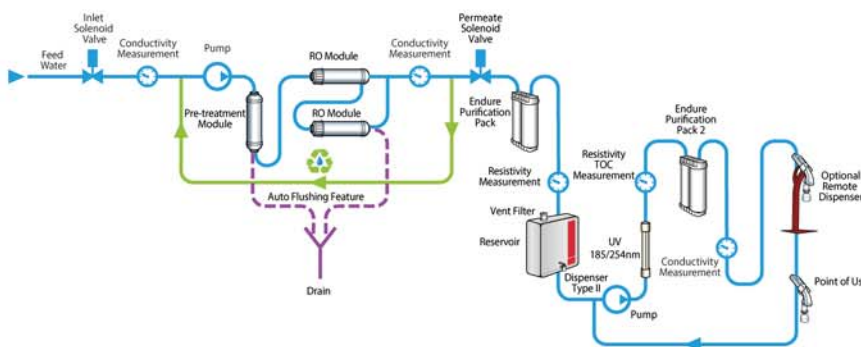 Inlet
Solenoid
Valve
Feed
Water
Conductivity
Measurement
Pump
Pre-treatment
Module
RO Module
RO Module
Conductivity
Measurement
Permeate
Solenoid
Valve
Auto Flushing Feature
Drain
Endure
Purification
Pack
Resistivity
Measurement
Vent Filter
Reservoir
Dispenser
Type II
Pump
UV
185/254nm
Resistivity
TOC
Measurement
Endure
Purification
Pack 2
Conductivity
Measurement
Optional
Remote
Dispenser
Point of Us